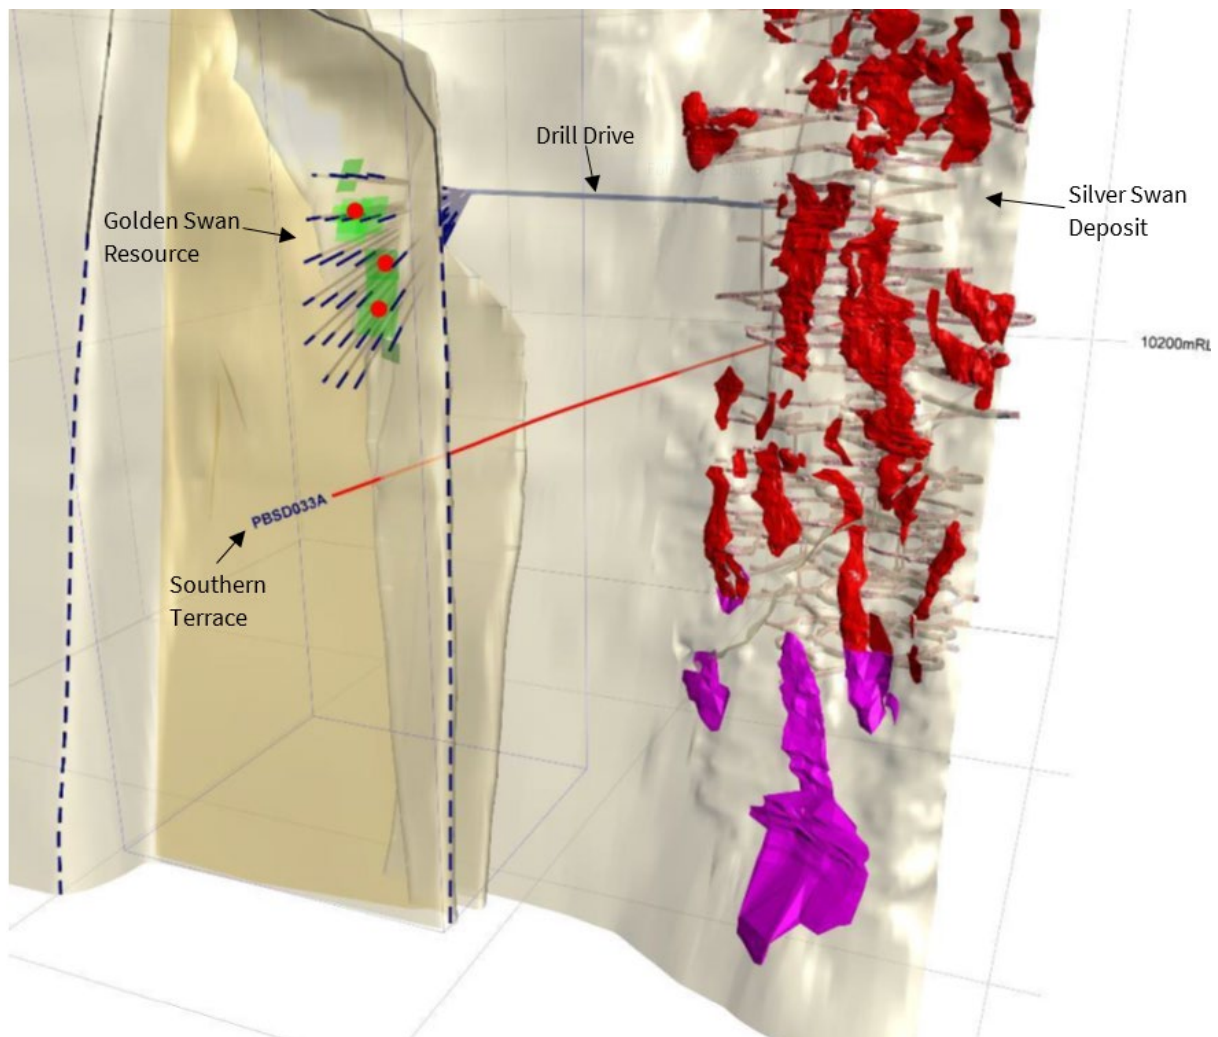 Drill Drive
Silver Swan
Deposit
Golden Swan
Resource
10200mRL
PBSD033A
Southern
Terrace